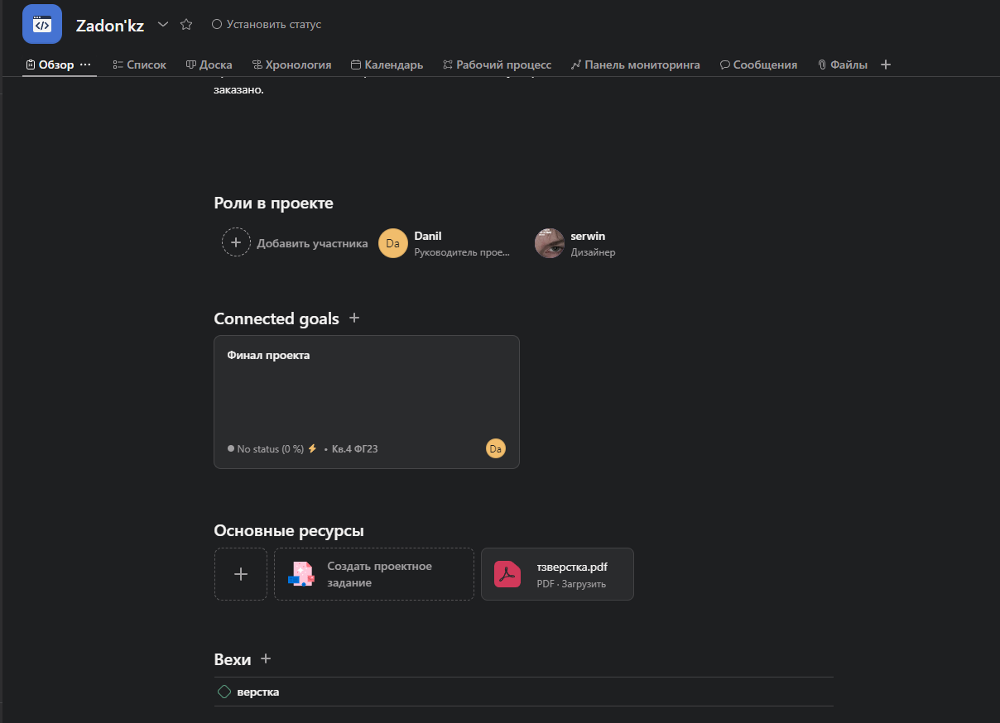 Zadon'kz
Установить статус
Обзор ... Список Доска Хронология Календарь Рабочий процесс Панель мониторинга Сообщения Файлы
заказано.
Роли в проекте
Добавить участника
Da
Danil
Руководитель прое...
serwin
Дизайнер
Connected goals
Финал проекта
No status (0 %) • Кв.4 ФГ23
Da
Основные ресурсы
Создать проектное
задание
тзверстка.pdf
PDF · Загрузить
Вехи
верстка